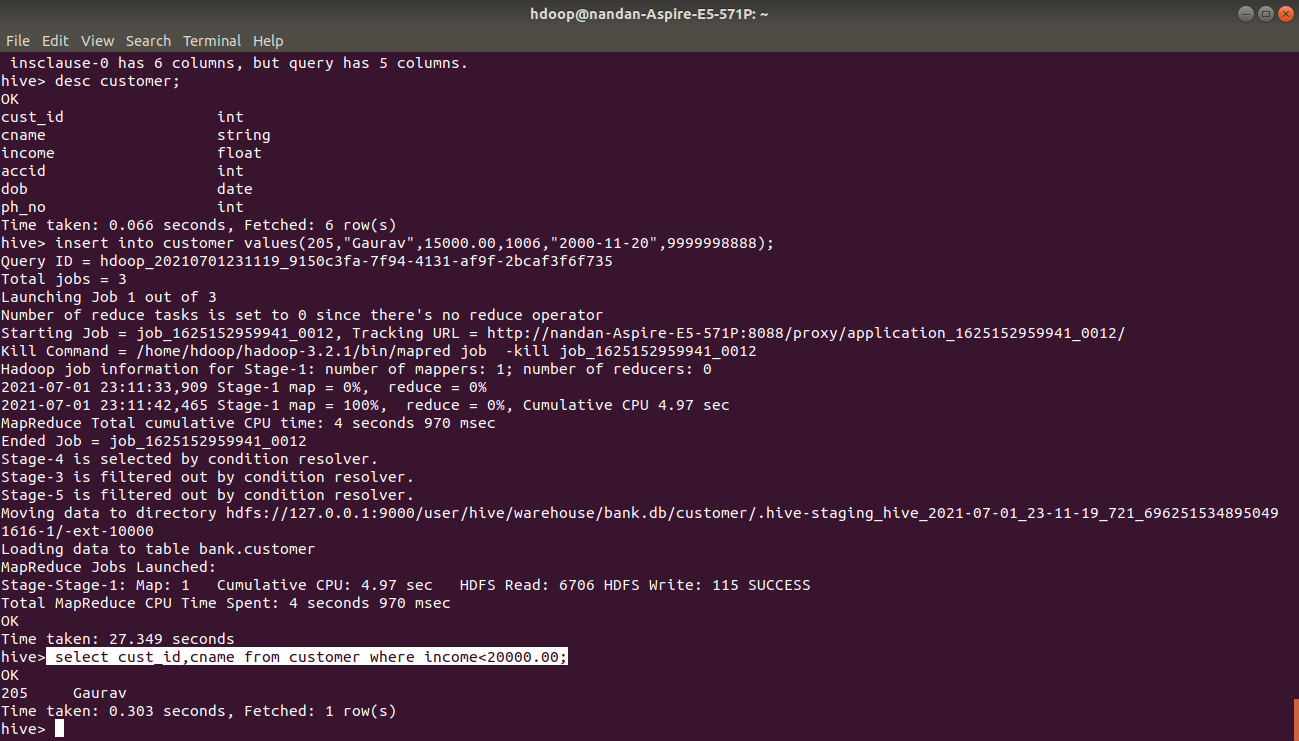 hdoop@nandan-Aspire-E5-571P: ~
File Edit View Search Terminal Help
insclause-0 has 6 columns, but query has 5 columns.
hive> desc customer;
OK
cust_id int
cname string
income float
accid int
dob date
ph_no int
Time taken: 0.066 seconds, Fetched: 6 row(s)
hive> insert into customer values(205,"Gaurav",15000.00,1006,"2000-11-20",9999998888);
Query ID = hdoop_20210701231119_9150c3fa-7f94-4131-af9f-2bcaf3f6f735
Total jobs = 3
Launching Job 1 out of 3
Number of reduce tasks is set to 0 since there's no reduce operator
Starting Job = job_1625152959941_0012, Tracking URL = http://nandan-Aspire-E5-571P:8088/proxy/application_1625152959941_0012/
Kill Command = /home/hdoop/hadoop-3.2.1/bin/mapred job  -kill job_1625152959941_0012
Hadoop job information for Stage-1: number of mappers: 1; number of reducers: 0
2021-07-01 23:11:33,909 Stage-1 map = 0%,  reduce = 0%
2021-07-01 23:11:42,465 Stage-1 map = 100%,  reduce = 0%, Cumulative CPU 4.97 sec
MapReduce Total cumulative CPU time: 4 seconds 970 msec
Ended Job = job_1625152959941_0012
Stage-4 is selected by condition resolver.
Stage-3 is filtered out by condition resolver.
Stage-5 is filtered out by condition resolver.
Moving data to directory hdfs://127.0.0.1:9000/user/hive/warehouse/bank.db/customer/.hive-staging_hive_2021-07-01_23-11-19_721_696251534895049
1616-1/-ext-10000
Loading data to table bank.customer
MapReduce Jobs Launched:
Stage-Stage-1: Map: 1   Cumulative CPU: 4.97 sec   HDFS Read: 6706 HDFS Write: 115 SUCCESS
Total MapReduce CPU Time Spent: 4 seconds 970 msec
OK
Time taken: 27.349 seconds
hive> select cust_id,cname from customer where income<20000.00;
OK
205 Gaurav
Time taken: 0.303 seconds, Fetched: 1 row(s)
hive>